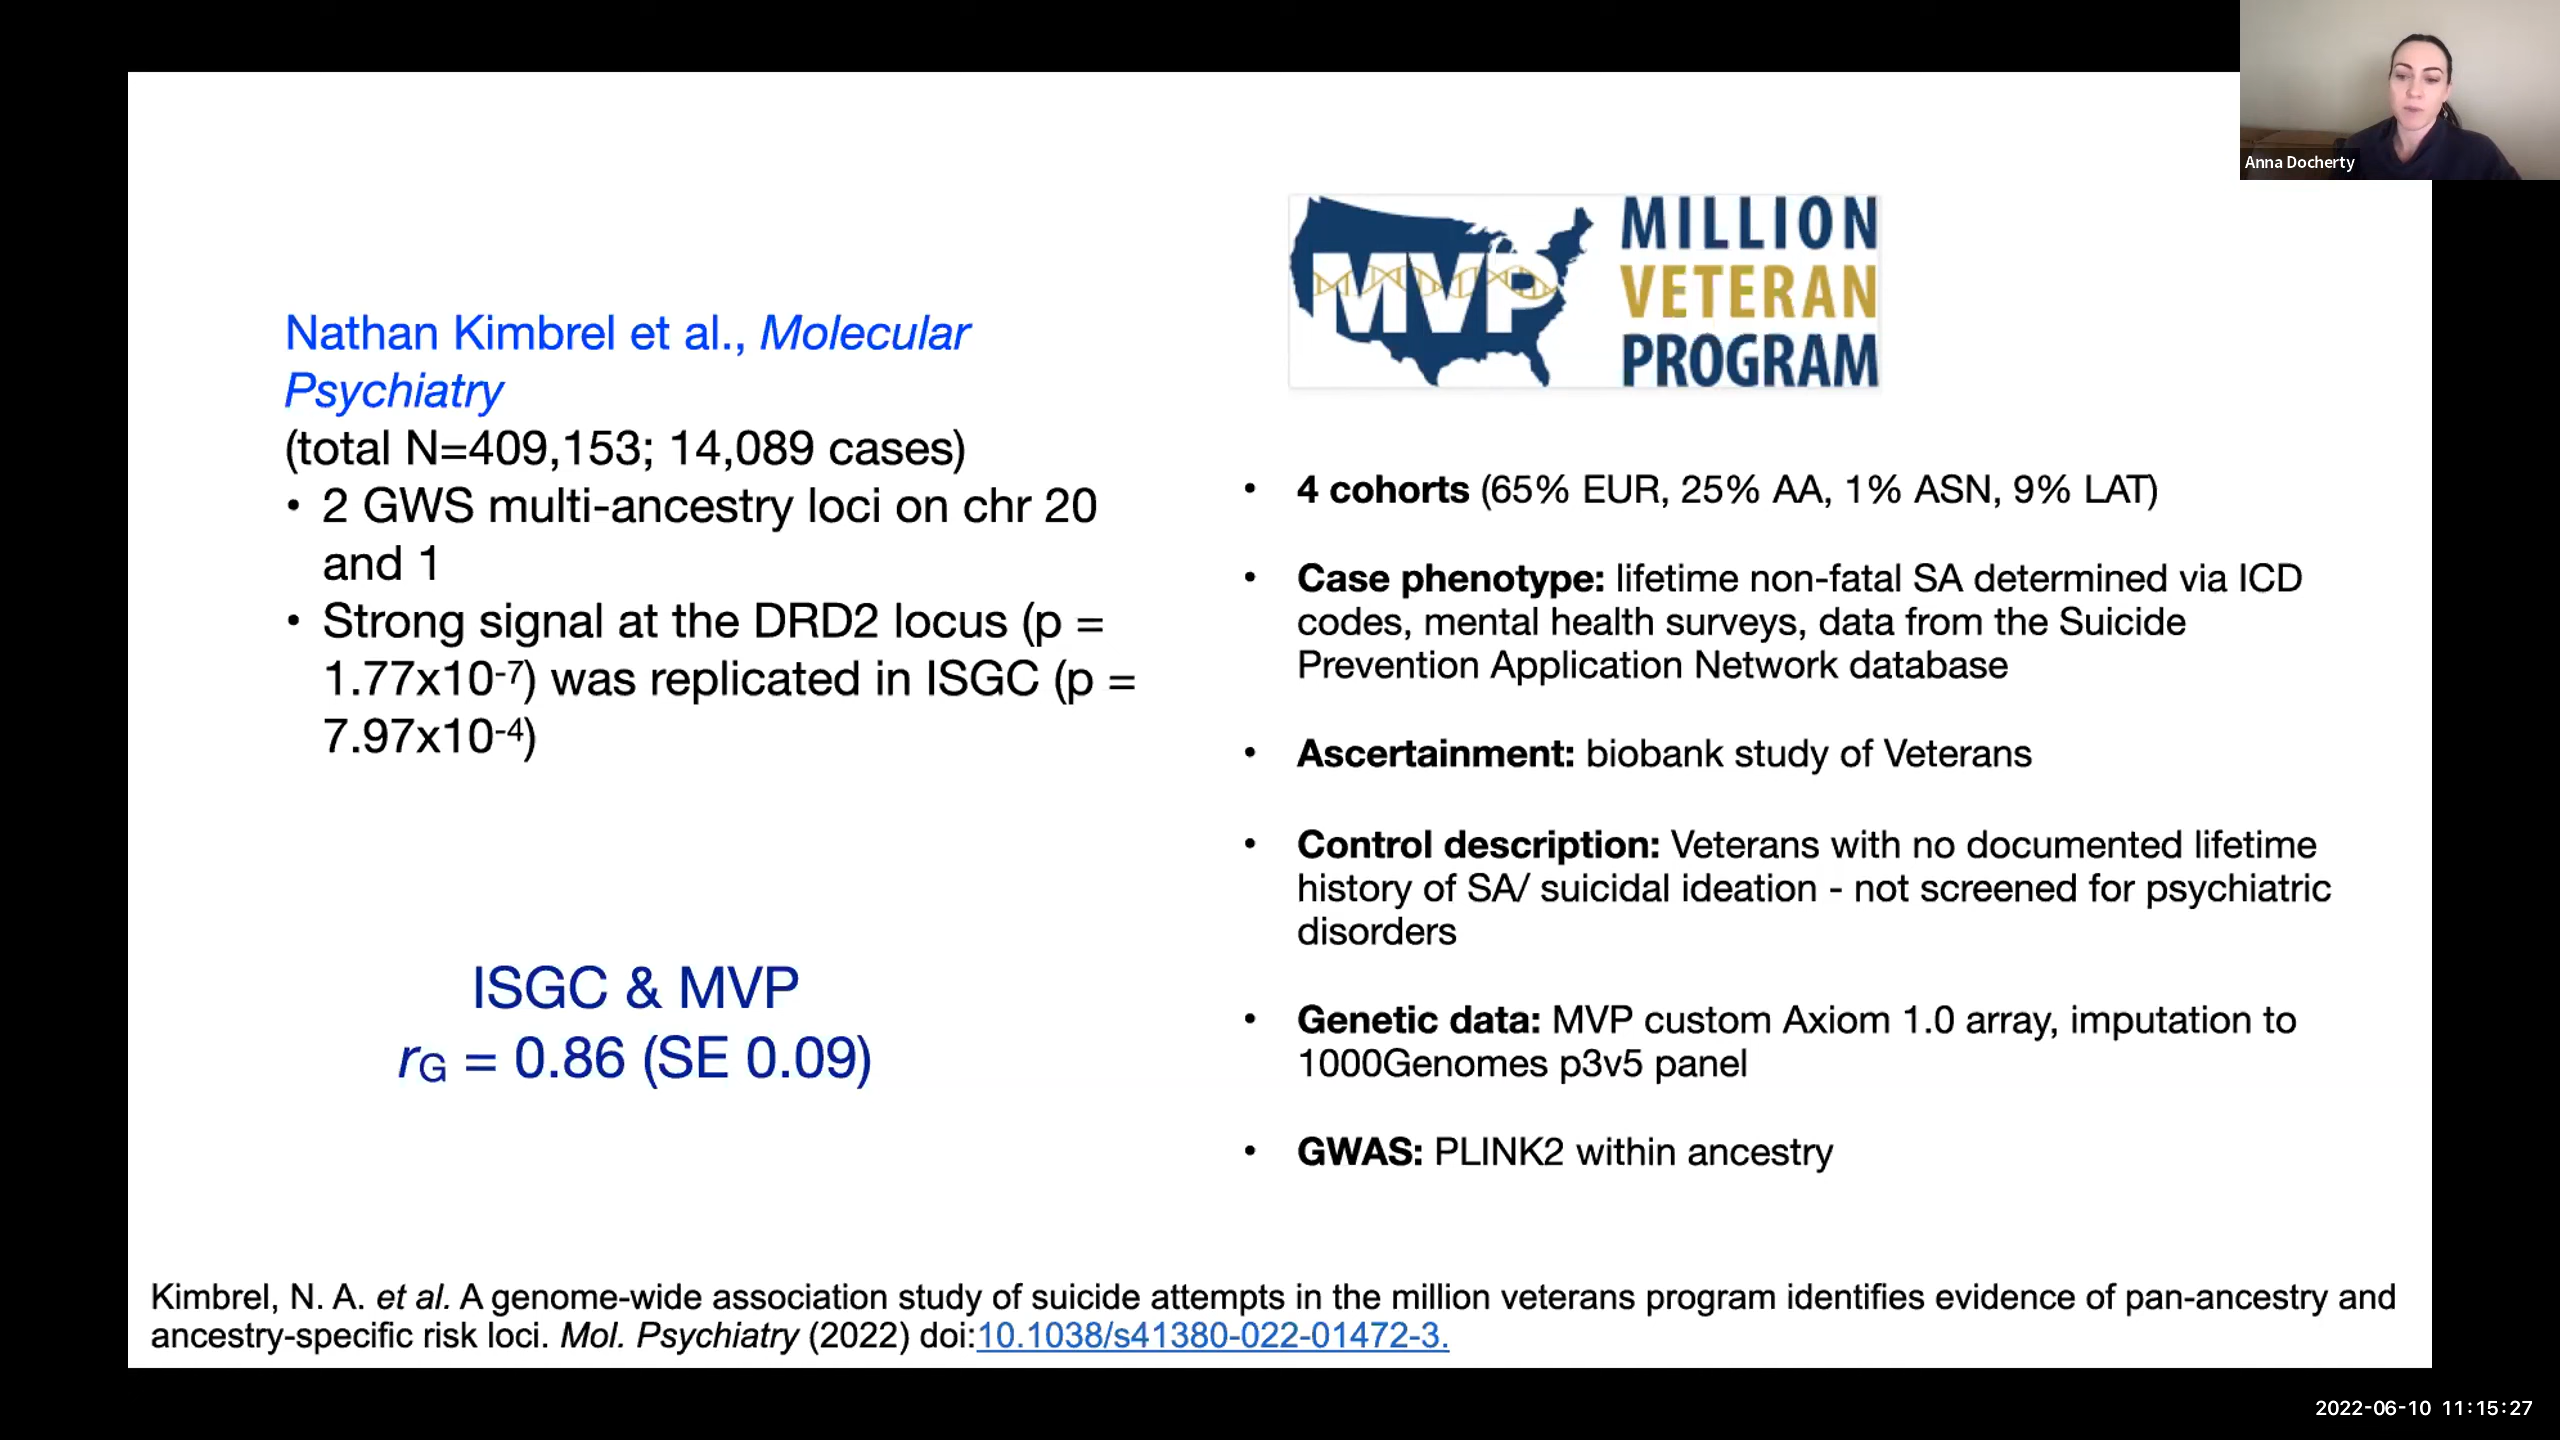 Anna Docherty
MVP
MILLION
VETERAN
PROGRAM
Nathan Kimbrel et al., Molecular
Psychiatry
(total N=409,153; 14,089 cases)
• 2 GWS multi-ancestry loci on chr 20
and 1
• Strong signal at the DRD2 locus (p =
1.77x10-7) was replicated in ISGC (p =
7.97x10-4)
ISGC & MVP
rG = 0.86 (SE 0.09)
• 4 cohorts (65% EUR, 25% AA, 1% ASN, 9% LAT)
• Case phenotype: lifetime non-fatal SA determined via ICD
codes, mental health surveys, data from the Suicide
Prevention Application Network database
• Ascertainment: biobank study of Veterans
• Control description: Veterans with no documented lifetime
history of SA/ suicidal ideation - not screened for psychiatric
disorders
• Genetic data: MVP custom Axiom 1.0 array, imputation to
1000Genomes p3v5 panel
• GWAS: PLINK2 within ancestry
Kimbrel, N. A. et al. A genome-wide association study of suicide attempts in the million veterans program identifies evidence of pan-ancestry and
ancestry-specific risk loci. Mol. Psychiatry (2022) doi:10.1038/s41380-022-01472-3.
2022-06-10 11:15:27